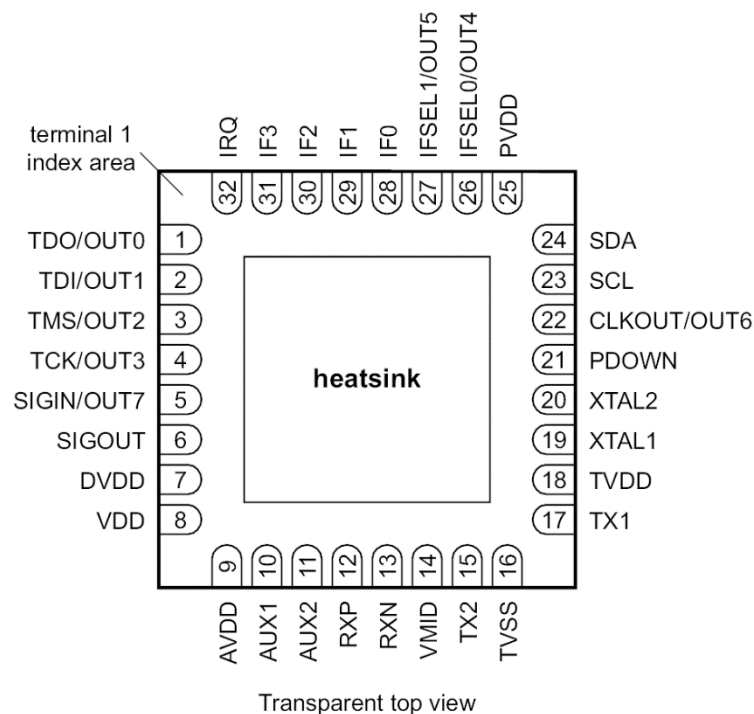 IFSEL1/OUT5
IFSEL0/OUT4
IRQ
IF3
IF2
IF1
IF0
PVDD
terminal 1
index area
32
31
30
29
28
27
26
25
TDO/OUT0 1
TDI/OUT1 2
TMS/OUT2 3
TCK/OUT3 4
SIGIN/OUT7 5
SIGOUT 6
DVDD 7
VDD 8
heatsink
24 SDA
23 SCL
22 CLKOUT/OUT6
21 PDOWN
20 XTAL2
19 XTAL1
18 TVDD
17 TX1
9
10
11
12
13
14
15
16
AVDD
AUX1
AUX2
RXP
RXN
VMID
TX2
TVSS
Transparent top view